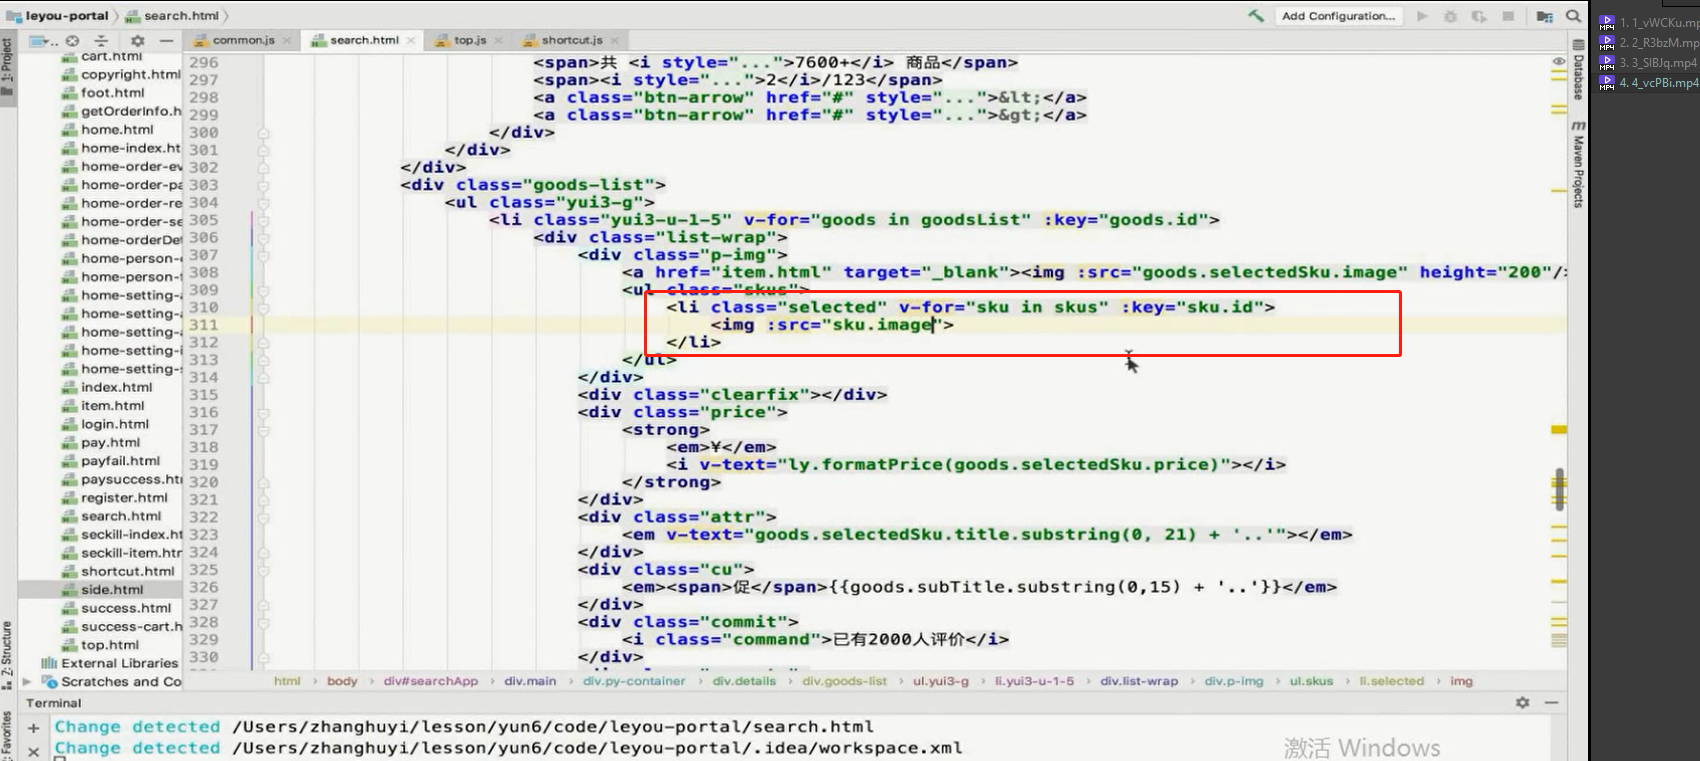 leyou-portal search.html
Add Configuration...
1: Project
common.js
search.html
top.js
shortcut.js
cart.html
copyright.html
foot.html
getOrderInfo.
home.html
home-index.ht
home-order-ev
home-order-pa
home-order-re
home-order-se
home-orderDet
home-person-
home-person-
home-setting-
home-setting-
home-setting-
home-setting-i
home-setting-s
index.html
item.html
login.html
pay.html
payfail.html
paysuccess.htm
register.html
search.html
seckill-index.ht
seckill-item.htm
shortcut.html
side.html
success.html
success-cart.h
top.html
External Libraries
Scratches and Co
296 <span>共 <i style="...">7600+</i> 商品</span>
297 <span><i style="...">2</i>/123</span>
298 <a class="btn-arrow" href="#" style="...">&lt;</a>
299 <a class="btn-arrow" href="#" style="...">&gt;</a>
300 </div>
301 </div>
302 </div>
303 <div class="goods-list">
304 <ul class="yui3-g">
305 <li class="yui3-u-1-5" v-for="goods in goodsList" :key="goods.id">
306 <div class="list-wrap">
307 <div class="p-img">
308 <a href="item.html" target="_blank"><img :src="goods.selectedSku.image" height="200"/>
309 <ul class="skus">
310 <li class="selected" v-for="sku in skus" :key="sku.id">
311 <img :src="sku.image">
312 </li>
313 </ul>
314 </div>
315 <div class="clearfix"></div>
316 <div class="price">
317 <strong>
318 <em>¥</em>
319 <i v-text="ly.formatPrice(goods.selectedSku.price)"></i>
320 </strong>
321 </div>
322 <div class="attr">
323 <em v-text="goods.selectedSku.title.substring(0, 21) + '..'"></em>
324 </div>
325 <div class="cu">
326 <em><span>促</span>{{goods.subTitle.substring(0,15) + '..'}}</em>
327 </div>
328 <div class="commit">
329 <i class="command">已有2000人评价</i>
330 </div>
html › body › div#searchApp › div.main › div.py-container › div.details › div.goods-list › ul.yui3-g › li.yui3-u-1-5 › div.list-wrap › div.p-img › ul.skus › li.selected › img
Database
Maven Projects
Z: Structure
Favorites
Terminal
Change detected /Users/zhanghuyi/lesson/yun6/code/leyou-portal/search.html
Change detected /Users/zhanghuyi/lesson/yun6/code/leyou-portal/.idea/workspace.xml
激活 Windows
1. 1_vWCKu.mp
2. 2_R3bzM.mp
3. 3_SIBJq.mp4
4. 4_vcPBi.mp4